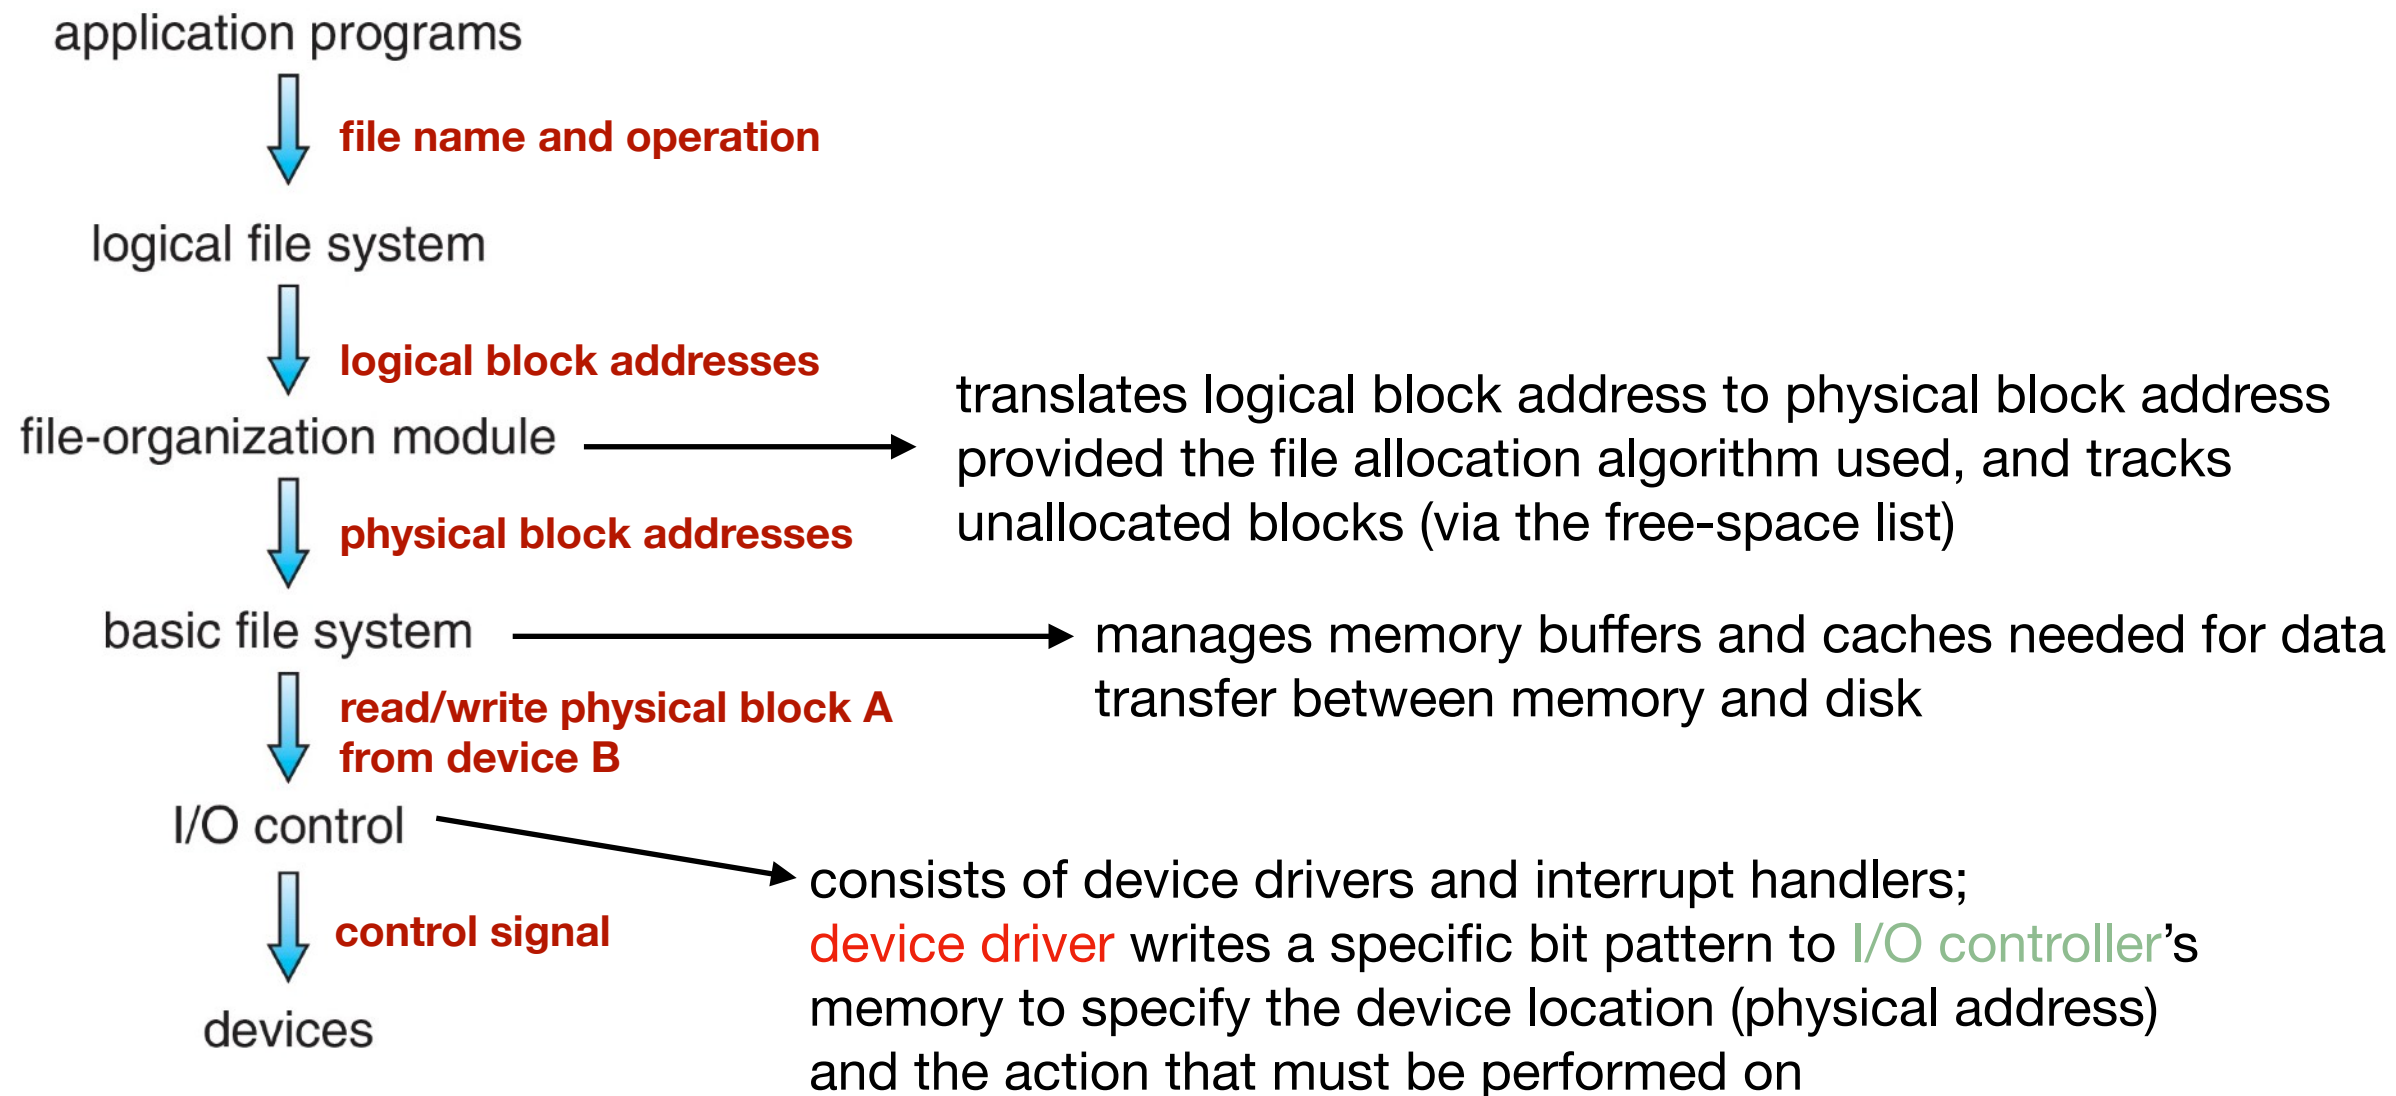 application programs
file name and operation
logical file system
logical block addresses
file-organization module
translates logical block address to physical block address
provided the file allocation algorithm used, and tracks
unallocated blocks (via the free-space list)
physical block addresses
basic file system
manages memory buffers and caches needed for data
transfer between memory and disk
read/write physical block A
from device B
I/O control
consists of device drivers and interrupt handlers;
device driver writes a specific bit pattern to I/O controller’s
memory to specify the device location (physical address)
and the action that must be performed on
control signal
devices